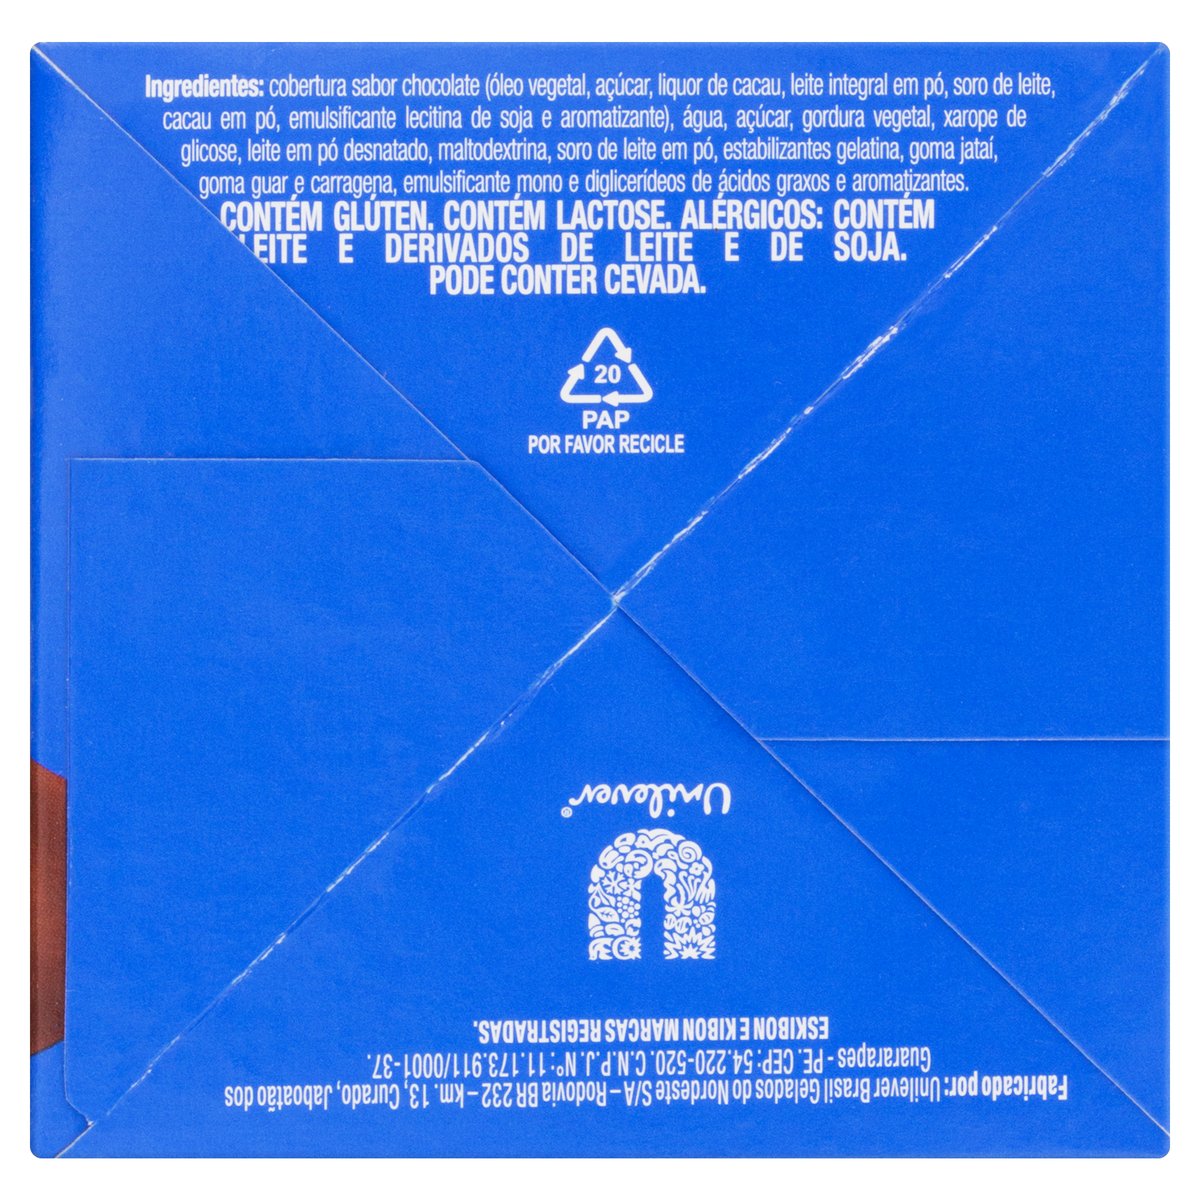 Ingredientes: cobertura sabor chocolate (óleo vegetal, açúcar, liquor de cacau, leite integral em pó, soro de leite,
cacau em pó, emulsificante lecitina de soja e aromatizante), água, açúcar, gordura vegetal, xarope de
glicose, leite em pó desnatado, maltodextrina, soro de leite em pó, estabilizantes gelatina, goma jataí,
goma guar e carragena, emulsificante mono e diglicerídeos de ácidos graxos e aromatizantes.
CONTÉM GLÚTEN. CONTÉM LACTOSE. ALÉRGICOS: CONTÉM
LEITE E DERIVADOS DE LEITE E DE SOJA.
PODE CONTER CEVADA.
20
PAP
POR FAVOR RECICLE
Fabricado por: Unilever Brasil Gelados do Nordeste S/A – Rodovia BR 232 – km. 13, Curado, Jaboatão dos
Guararapes - PE. CEP: 54.220-520. C.N.P.J. Nº: 11.173.911/0001-37.
ESKIBON E KIBON MARCAS REGISTRADAS.
Unilever